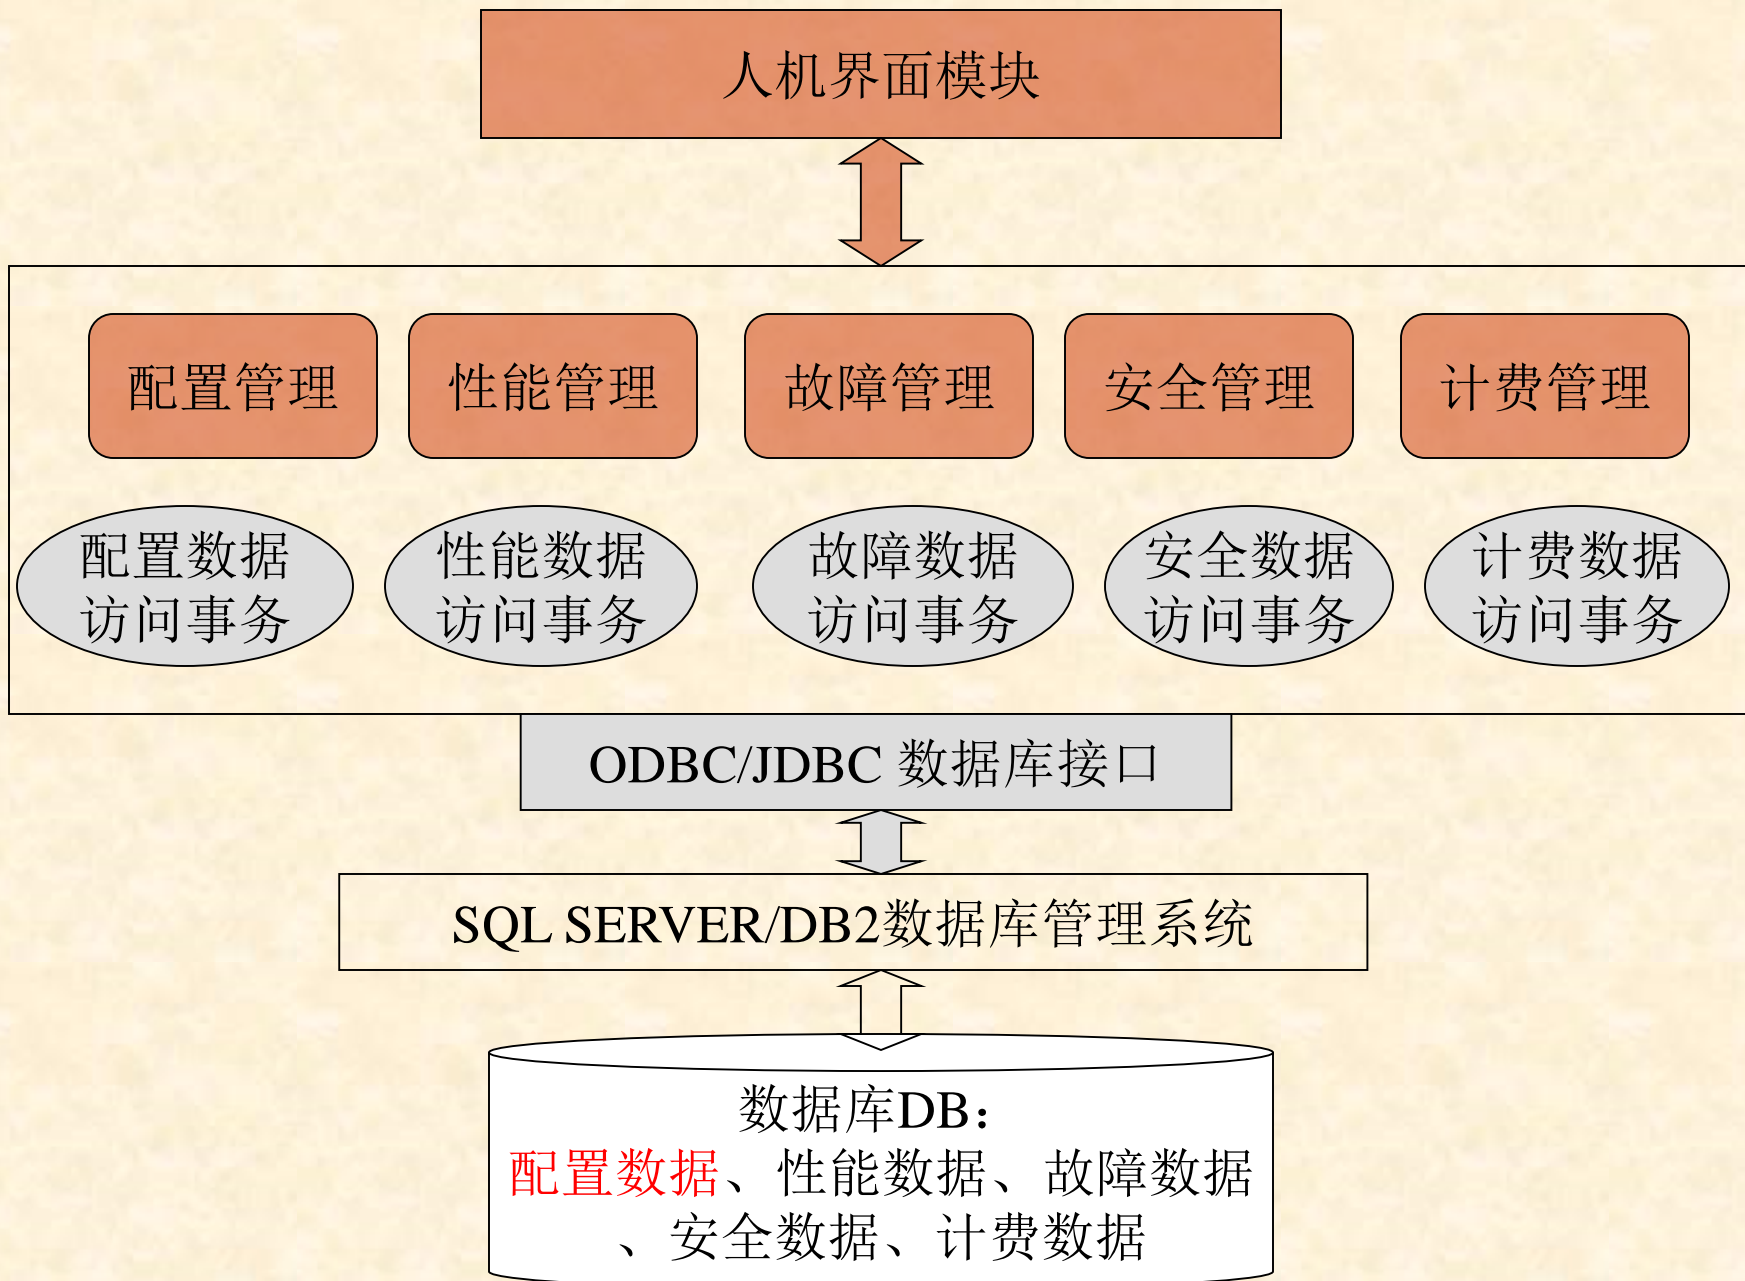 人机界面模块
配置管理
性能管理
故障管理
安全管理
计费管理
配置数据
访问事务
性能数据
访问事务
故障数据
访问事务
安全数据
访问事务
计费数据
访问事务
ODBC/JDBC 数据库接口
SQL SERVER/DB2数据库管理系统
数据库DB：
配置数据、性能数据、故障数据
、安全数据、计费数据